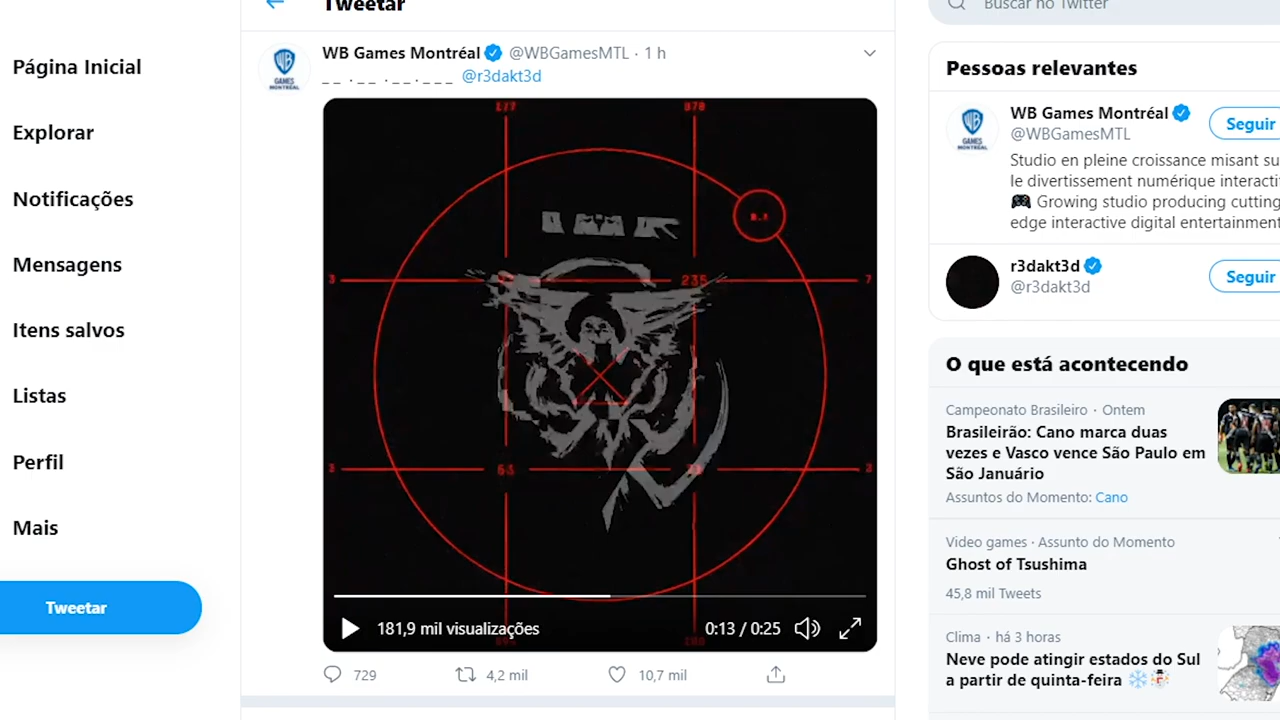 Tweetar
Buscar no Twitter
Página Inicial
Explorar
Notificações
Mensagens
Itens salvos
Listas
Perfil
Mais
Tweetar
WB Games Montréal @WBGamesMTL · 1 h
_ _ . _ _ . _ _ . _ _ _ @r3dakt3d
235
3
7
3
3
181,9 mil visualizações
0:13 / 0:25
729
4,2 mil
10,7 mil
Pessoas relevantes
WB Games Montréal
@WBGamesMTL
Seguir
Studio en pleine croissance misant su
le divertissement numérique interacti
🎮 Growing studio producing cutting
edge interactive digital entertainment
r3dakt3d
@r3dakt3d
Seguir
O que está acontecendo
Campeonato Brasileiro · Ontem
Brasileirão: Cano marca duas
vezes e Vasco vence São Paulo em
São Januário
Assuntos do Momento: Cano
Video games · Assunto do Momento
Ghost of Tsushima
45,8 mil Tweets
Clima · há 3 horas
Neve pode atingir estados do Sul
a partir de quinta-feira ❄️☃️